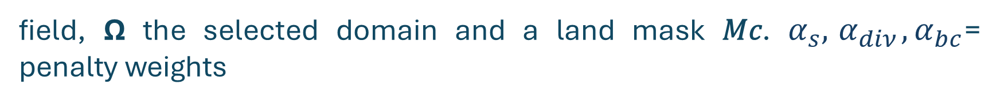 field, Ω the selected domain and a land mask Mc. αs, αdiv, αbc=
penalty weights